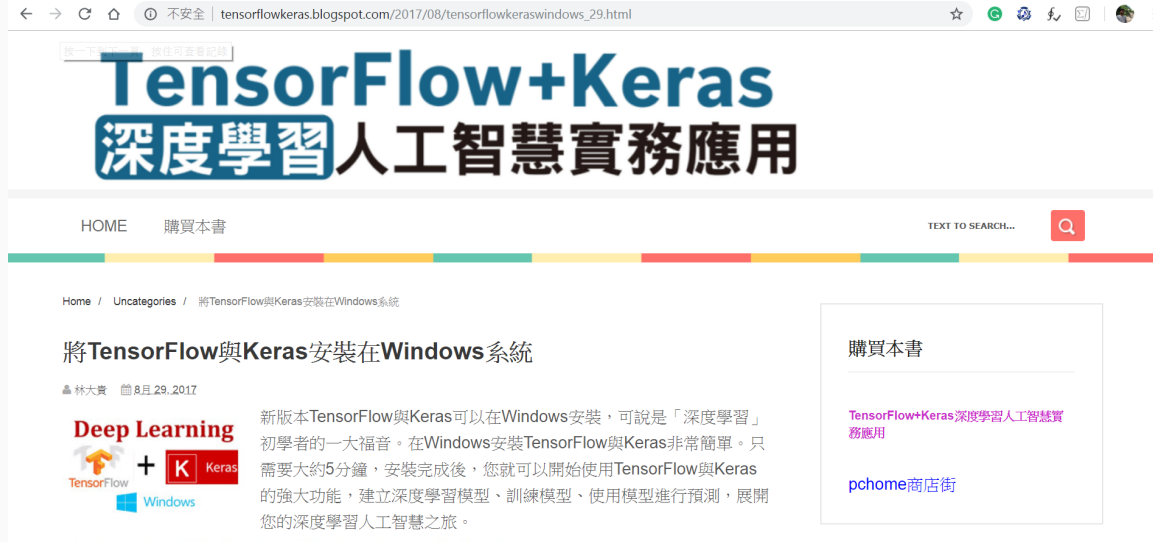 不安全 | tensorflowkeras.blogspot.com/2017/08/tensorflowkeraswindows_29.html
按一下 按住可查看記錄
TensorFlow+Keras
深度學習人工智慧實務應用
HOME 購買本書 TEXT TO SEARCH...
Home / Uncategories / 將TensorFlow與Keras安裝在Windows系統
將TensorFlow與Keras安裝在Windows系統
林大貴 8月 29, 2017
Deep Learning
TensorFlow + K Keras
Windows
新版本TensorFlow與Keras可以在Windows安裝，可說是「深度學習」
初學者的一大福音。在Windows安裝TensorFlow與Keras非常簡單。只
需要大約5分鐘，安裝完成後，您就可以開始使用TensorFlow與Keras
的強大功能，建立深度學習模型、訓練模型、使用模型進行預測，展開
您的深度學習人工智慧之旅。
購買本書
TensorFlow+Keras深度學習人工智慧實
務應用
pchome商店街